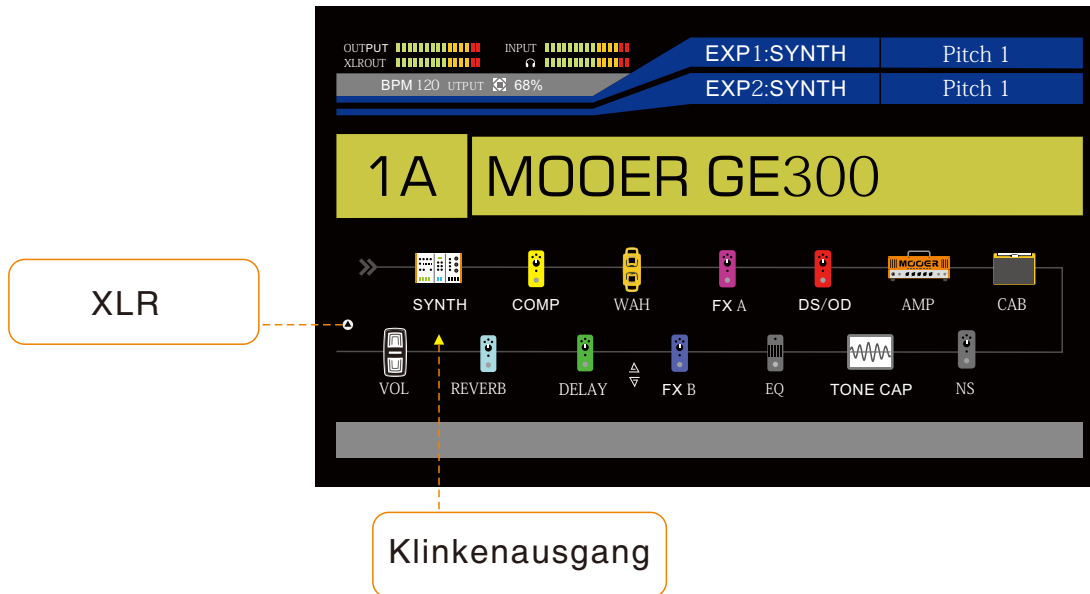 OUTPUT INPUT
XLROUT
BPM 120 UTPUT 68%
EXP1:SYNTH Pitch 1
EXP2:SYNTH Pitch 1
1A MOOER GE300
MOOER
SYNTH COMP WAH FX A DS/OD AMP CAB
XLR
VOL REVERB DELAY FX B EQ TONE CAP NS
Klinkenausgang